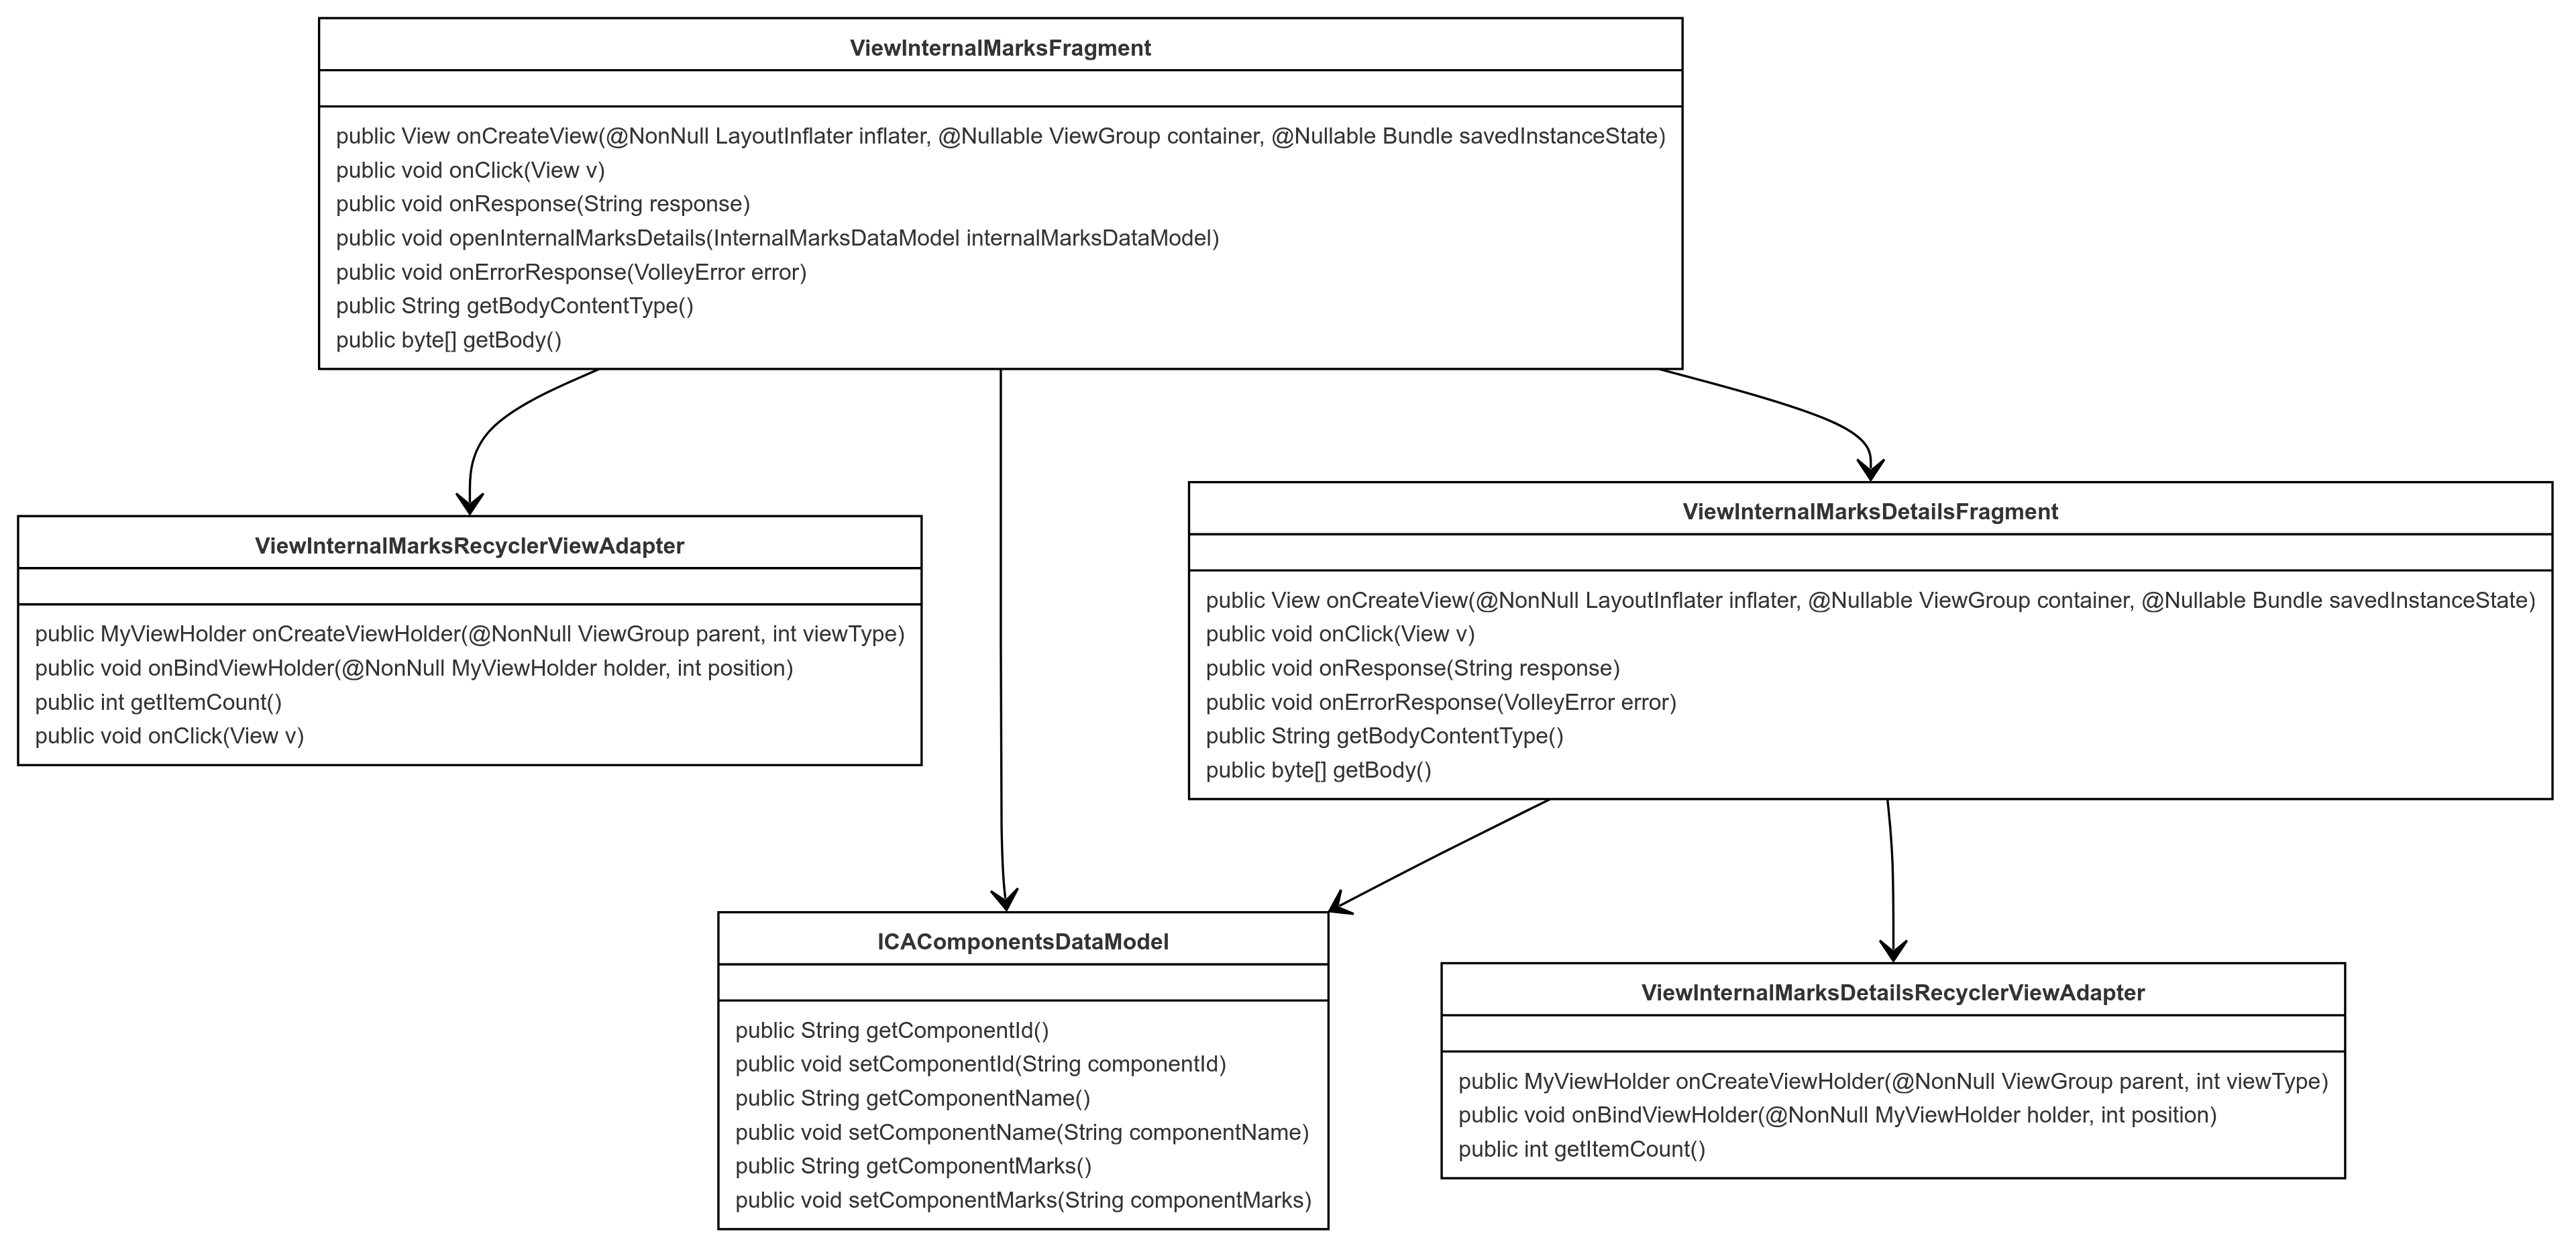 ViewInternalMarksFragment
public View onCreateView(@NonNull LayoutInflater inflater, @Nullable ViewGroup container, @Nullable Bundle savedInstanceState)
public void onClick(View v)
public void onResponse(String response)
public void openInternalMarksDetails(InternalMarksDataModel internalMarksDataModel)
public void onErrorResponse(VolleyError error)
public String getBodyContentType()
public byte[] getBody()
ViewInternalMarksRecyclerViewAdapter
public MyViewHolder onCreateViewHolder(@NonNull ViewGroup parent, int viewType)
public void onBindViewHolder(@NonNull MyViewHolder holder, int position)
public int getItemCount()
public void onClick(View v)
ViewInternalMarksDetailsFragment
public View onCreateView(@NonNull LayoutInflater inflater, @Nullable ViewGroup container, @Nullable Bundle savedInstanceState)
public void onClick(View v)
public void onResponse(String response)
public void onErrorResponse(VolleyError error)
public String getBodyContentType()
public byte[] getBody()
ICAComponentsDataModel
public String getComponentId()
public void setComponentId(String componentId)
public String getComponentName()
public void setComponentName(String componentName)
public String getComponentMarks()
public void setComponentMarks(String componentMarks)
ViewInternalMarksDetailsRecyclerViewAdapter
public MyViewHolder onCreateViewHolder(@NonNull ViewGroup parent, int viewType)
public void onBindViewHolder(@NonNull MyViewHolder holder, int position)
public int getItemCount()